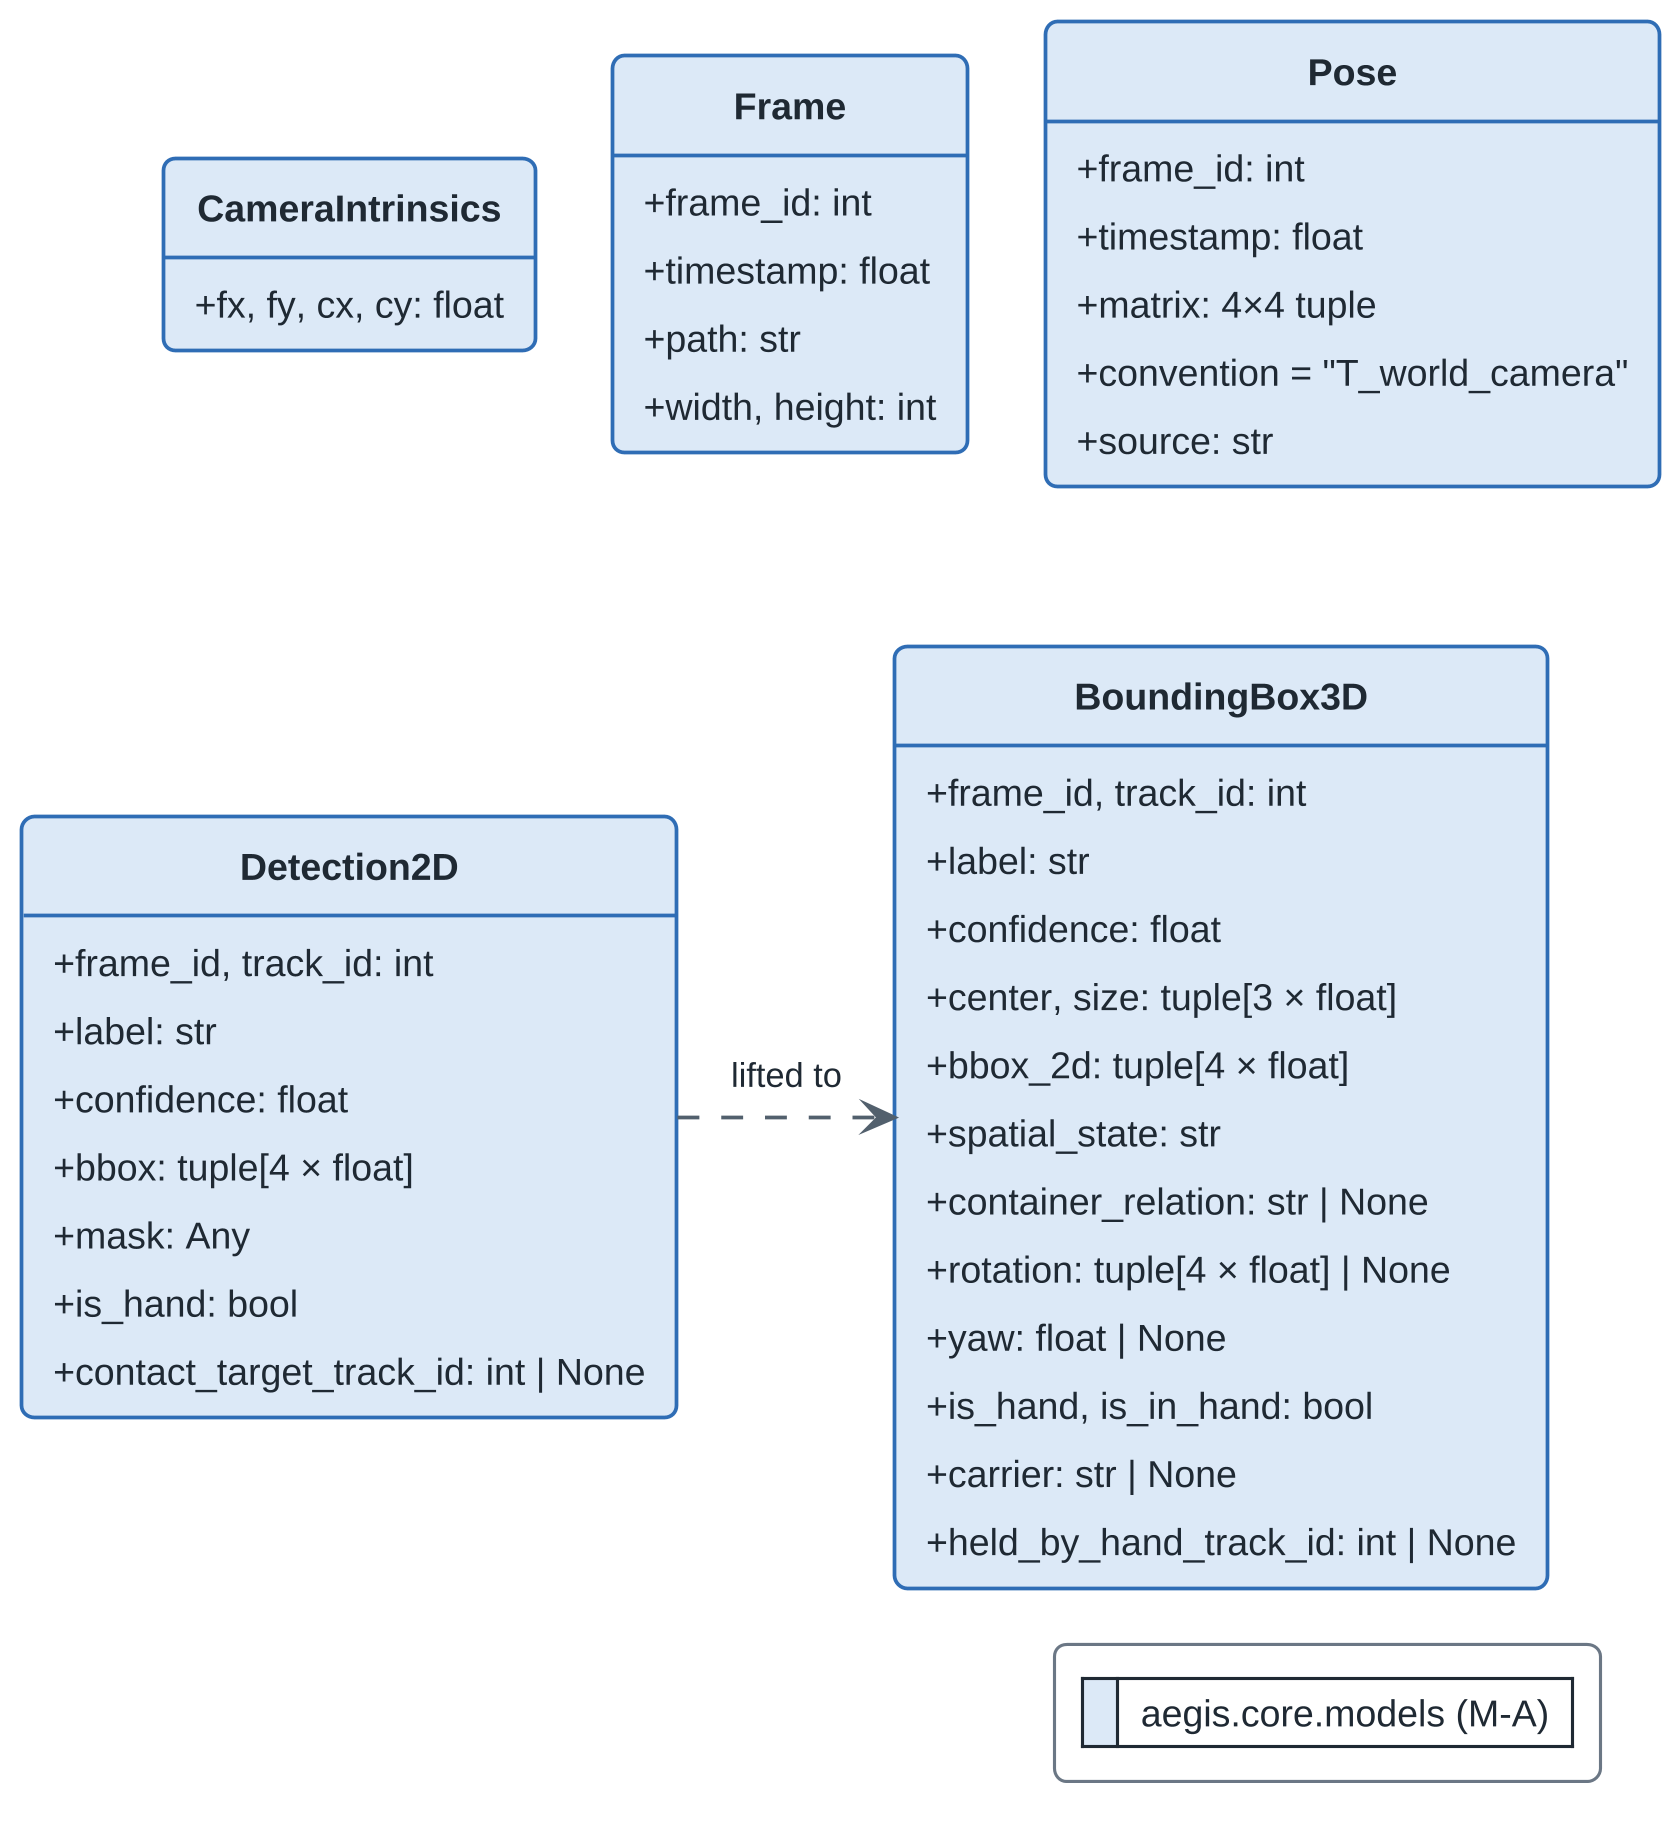 CameraIntrinsics
+fx, fy, cx, cy: float
Frame
+frame_id: int
+timestamp: float
+path: str
+width, height: int
Pose
+frame_id: int
+timestamp: float
+matrix: 4×4 tuple
+convention = "T_world_camera"
+source: str
Detection2D
+frame_id, track_id: int
+label: str
+confidence: float
+bbox: tuple[4 × float]
+mask: Any
+is_hand: bool
+contact_target_track_id: int | None
lifted to
BoundingBox3D
+frame_id, track_id: int
+label: str
+confidence: float
+center, size: tuple[3 × float]
+bbox_2d: tuple[4 × float]
+spatial_state: str
+container_relation: str | None
+rotation: tuple[4 × float] | None
+yaw: float | None
+is_hand, is_in_hand: bool
+carrier: str | None
+held_by_hand_track_id: int | None
aegis.core.models (M-A)